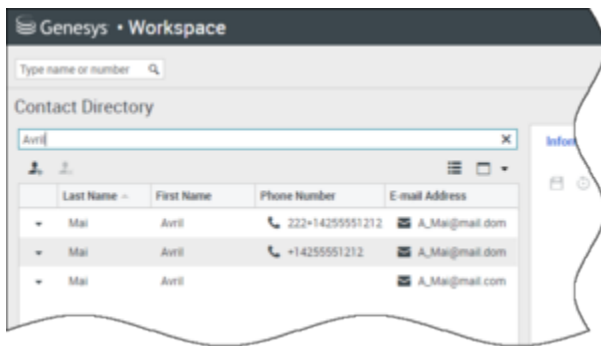 Genesys • Workspace
Type name or number
Contact Directory
Avril
Infor
Last Name First Name Phone Number E-mail Address
Mai Avril 222+14255551212 A_Mai@mail.dom
Mai Avril +14255551212 A_Mai@mail.dom
Mai Avril A_Mai@mail.com